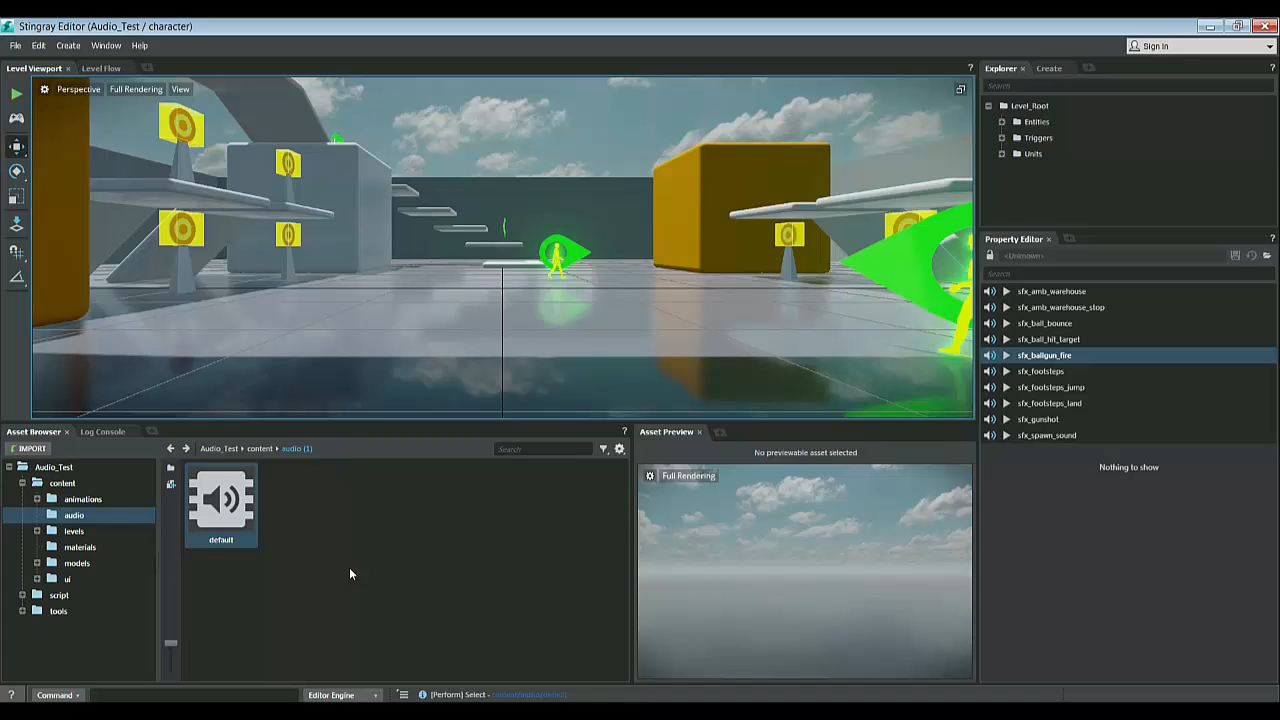 Stingray Editor (Audio_Test / character)
File Edit Create Window Help
Sign In
Level Viewport Level Flow
?
Explorer Create
?
Perspective Full Rendering View
Search
Level_Root
Entities
Triggers
Units
Property Editor
?
<Unknown>
Search
sfx_amb_warehouse
sfx_amb_warehouse_stop
sfx_ball_bounce
sfx_ball_hit_target
sfx_ballgun_fire
sfx_footsteps
sfx_footsteps_jump
sfx_footsteps_land
sfx_gunshot
sfx_spawn_sound
Nothing to show
Asset Browser Log Console
?
IMPORT
Audio_Test content audio (1)
Search
Audio_Test
content
animations
audio
levels
materials
models
ui
script
tools
default
Asset Preview
No previewable asset selected
Full Rendering
?
Command
Editor Engine
[Perform] Select -